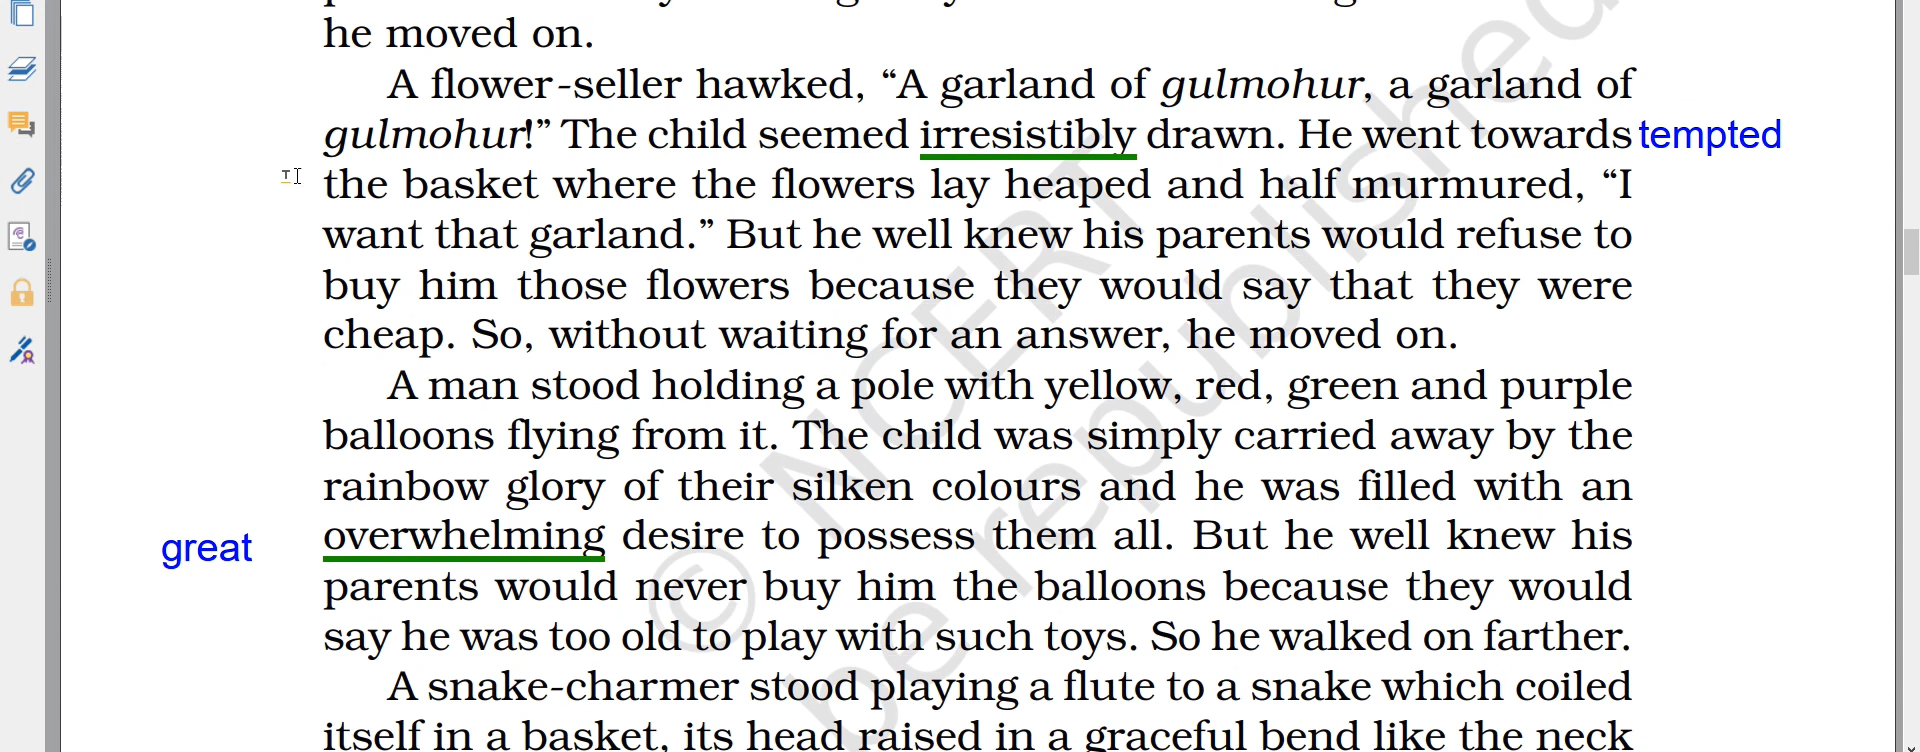 he moved on.
A flower-seller hawked, “A garland of gulmohur, a garland of
gulmohur!” The child seemed irresistibly drawn. He went towards tempted
the basket where the flowers lay heaped and half murmured, “I
want that garland.” But he well knew his parents would refuse to
buy him those flowers because they would say that they were
cheap. So, without waiting for an answer, he moved on.
A man stood holding a pole with yellow, red, green and purple
balloons flying from it. The child was simply carried away by the
rainbow glory of their silken colours and he was filled with an
great overwhelming desire to possess them all. But he well knew his
parents would never buy him the balloons because they would
say he was too old to play with such toys. So he walked on farther.
A snake-charmer stood playing a flute to a snake which coiled
itself in a basket, its head raised in a graceful bend like the neck
© NCERT
be republished